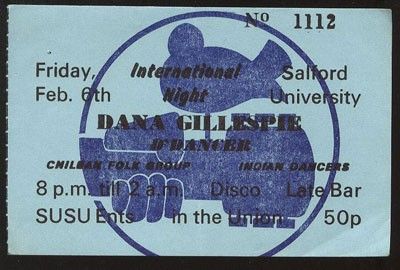 Nº 1112
Friday, International Salford
Feb. 6th Night University
DANA GILLESPIE
D'DANCER
CHILEAN FOLK GROUP INDIAN DANCERS
8 p.m. till 2 a.m. Disco Late Bar
SUSU Ents in the Union 50p